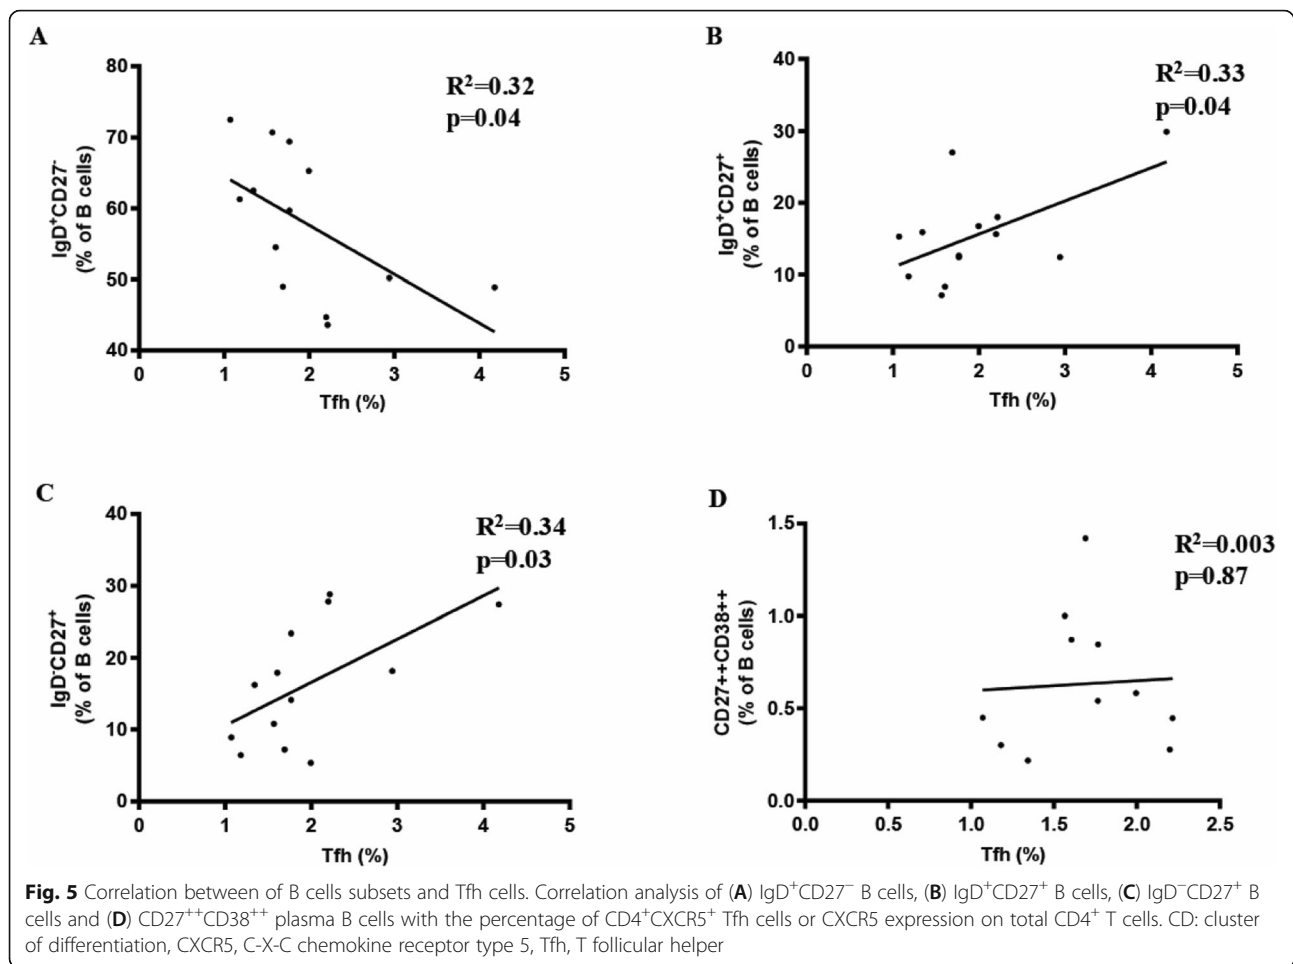 A
R²=0.32
p=0.04
80
70
60
50
40
IgD⁺CD27⁻
(% of B cells)
0 1 2 3 4 5
Tfh (%)
B
R²=0.33
p=0.04
40
30
20
10
0
IgD⁺CD27⁺
(% of B cells)
0 1 2 3 4 5
Tfh (%)
C
R²=0.34
p=0.03
40
30
20
10
0
IgD⁻CD27⁺
(% of B cells)
0 1 2 3 4 5
Tfh (%)
D
R²=0.003
p=0.87
1.5
1.0
0.5
0.0
CD27++CD38++
(% of B cells)
0.0 0.5 1.0 1.5 2.0 2.5
Tfh (%)
Fig. 5 Correlation between of B cells subsets and Tfh cells. Correlation analysis of (A) IgD⁺CD27⁻ B cells, (B) IgD⁺CD27⁺ B cells, (C) IgD⁻CD27⁺ B
cells and (D) CD27⁺⁺CD38⁺⁺ plasma B cells with the percentage of CD4⁺CXCR5⁺ Tfh cells or CXCR5 expression on total CD4⁺ T cells. CD: cluster
of differentiation, CXCR5, C-X-C chemokine receptor type 5, Tfh, T follicular helper